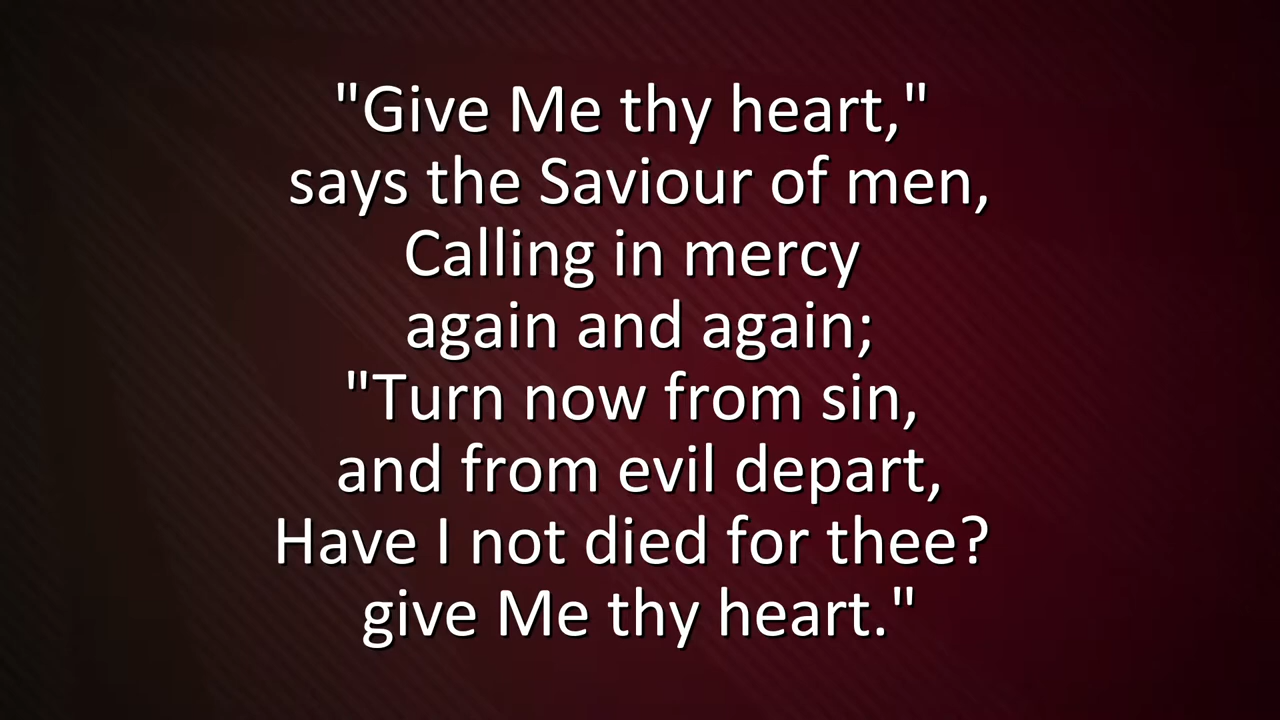 "Give Me thy heart,"
says the Saviour of men,
Calling in mercy
again and again;
"Turn now from sin,
and from evil depart,
Have I not died for thee?
give Me thy heart."